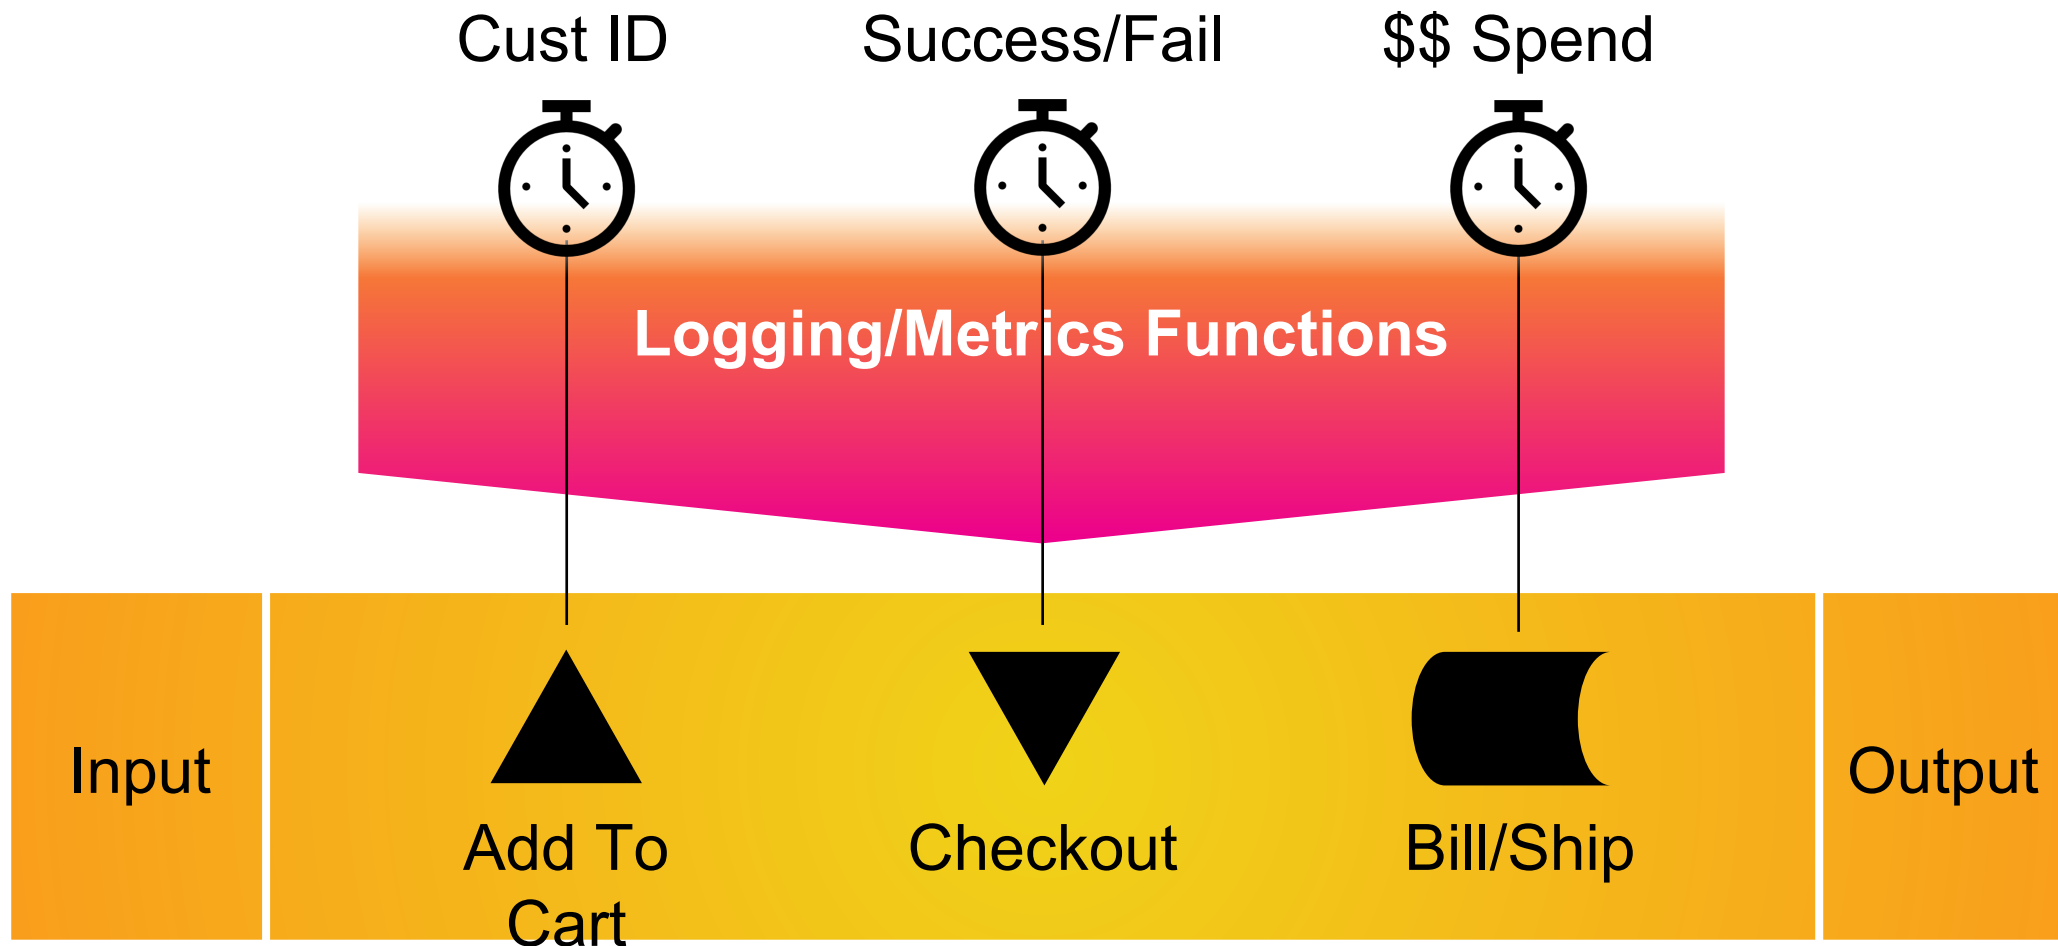 Cust ID
Success/Fail
$$ Spend
Logging/Metrics Functions
Input
Add To
Cart
Checkout
Bill/Ship
Output